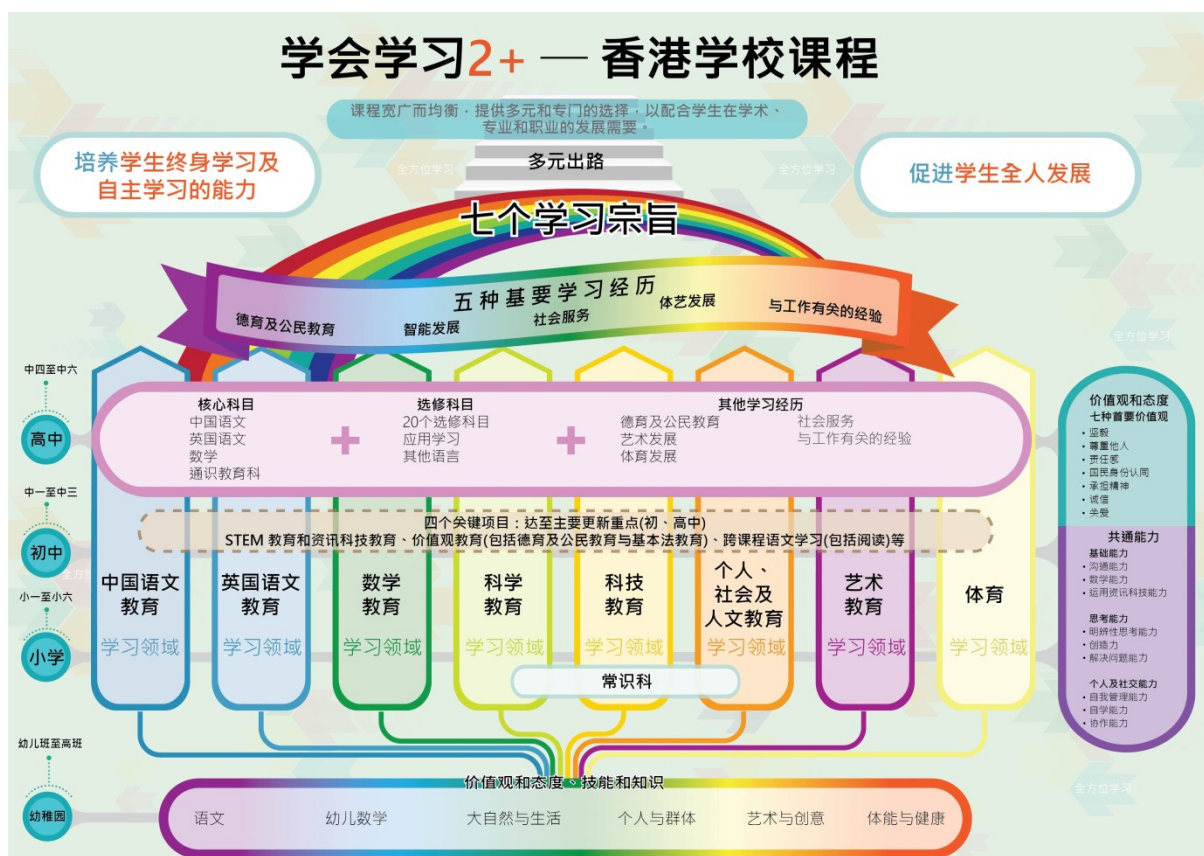 学会学习2+ — 香港学校课程
课程宽广而均衡，提供多元和专门的选择，以配合学生在学术、
专业和职业的发展需要。
培养学生终身学习及
自主学习的能力
多元出路
促进学生全人发展
全方位学习
全方位学习
七个学习宗旨
五种基要学习经历
德育及公民教育
智能发展
社会服务
体艺发展
与工作有关的经验
全方位学习
中四至中六
高中
核心科目
中国语文
英国语文
数学
通识教育科
+
选修科目
20个选修科目
应用学习
其他语言
+
其他学习经历
德育及公民教育
艺术发展
体育发展
社会服务
与工作有关的经验
中一至中三
初中
四个关键项目：达至主要更新重点(初、高中)
STEM 教育和资讯科技教育、价值观教育(包括德育及公民教育与基本法教育)、跨课程语文学习(包括阅读)等
全方位学习
小一至小六
小学
中国语文
教育
学习领域
英国语文
教育
学习领域
数学
教育
学习领域
科学
教育
学习领域
科技
教育
学习领域
个人、
社会及
人文教育
学习领域
艺术
教育
学习领域
体育
学习领域
常识科
价值观和态度
七种首要价值观
• 坚毅
• 尊重他人
• 责任感
• 国民身份认同
• 承担精神
• 诚信
• 关爱
共通能力
基础能力
• 沟通能力
• 数学能力
• 运用资讯科技能力
思考能力
• 明辨性思考能力
• 创造力
• 解决问题能力
个人及社交能力
• 自我管理能力
• 自学能力
• 协作能力
全方位学习
幼儿班至高班
幼稚园
价值观和态度、技能和知识
语文
幼儿数学
大自然与生活
个人与群体
艺术与创意
体能与健康